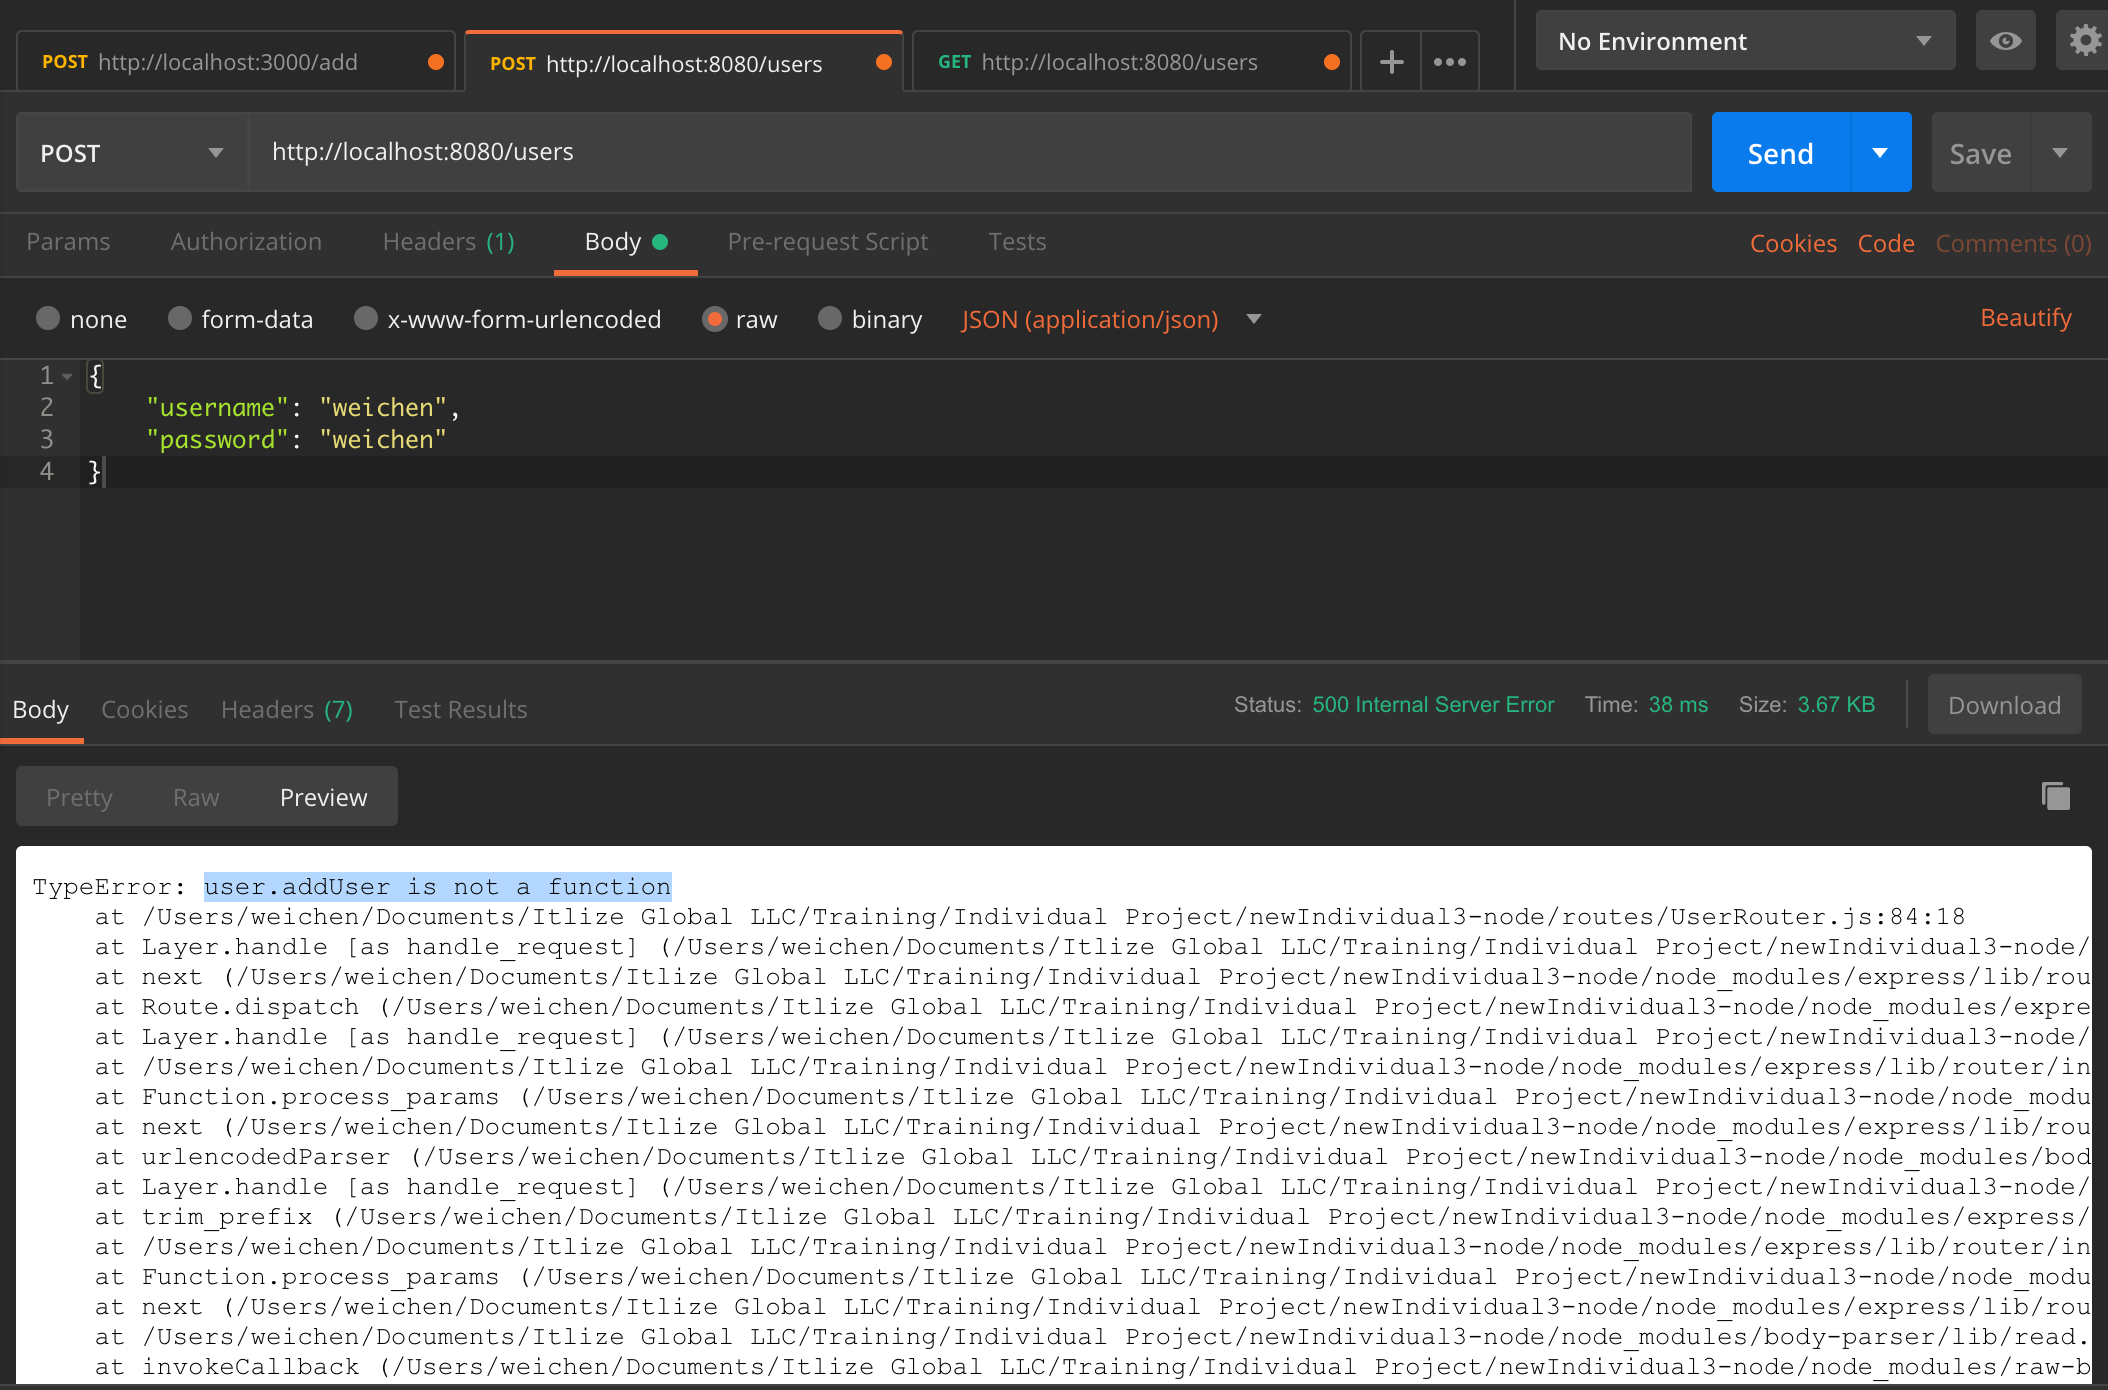 POST http://localhost:3000/add
POST http://localhost:8080/users
GET http://localhost:8080/users
No Environment
POST http://localhost:8080/users Send Save
Params Authorization Headers (1) Body Pre-request Script Tests Cookies Code Comments (0)
none form-data x-www-form-urlencoded raw binary JSON (application/json) Beautify
1 {
2 "username": "weichen",
3 "password": "weichen"
4 }
Body Cookies Headers (7) Test Results Status: 500 Internal Server Error Time: 38 ms Size: 3.67 KB Download
Pretty Raw Preview
TypeError: user.addUser is not a function
at /Users/weichen/Documents/Itlize Global LLC/Training/Individual Project/newIndividual3-node/routes/UserRouter.js:84:18
at Layer.handle [as handle_request] (/Users/weichen/Documents/Itlize Global LLC/Training/Individual Project/newIndividual3-node/
at next (/Users/weichen/Documents/Itlize Global LLC/Training/Individual Project/newIndividual3-node/node_modules/express/lib/rou
at Route.dispatch (/Users/weichen/Documents/Itlize Global LLC/Training/Individual Project/newIndividual3-node/node_modules/expre
at Layer.handle [as handle_request] (/Users/weichen/Documents/Itlize Global LLC/Training/Individual Project/newIndividual3-node/
at /Users/weichen/Documents/Itlize Global LLC/Training/Individual Project/newIndividual3-node/node_modules/express/lib/router/in
at Function.process_params (/Users/weichen/Documents/Itlize Global LLC/Training/Individual Project/newIndividual3-node/node_modu
at next (/Users/weichen/Documents/Itlize Global LLC/Training/Individual Project/newIndividual3-node/node_modules/express/lib/rou
at urlencodedParser (/Users/weichen/Documents/Itlize Global LLC/Training/Individual Project/newIndividual3-node/node_modules/bod
at Layer.handle [as handle_request] (/Users/weichen/Documents/Itlize Global LLC/Training/Individual Project/newIndividual3-node/
at trim_prefix (/Users/weichen/Documents/Itlize Global LLC/Training/Individual Project/newIndividual3-node/node_modules/express/
at /Users/weichen/Documents/Itlize Global LLC/Training/Individual Project/newIndividual3-node/node_modules/express/lib/router/in
at Function.process_params (/Users/weichen/Documents/Itlize Global LLC/Training/Individual Project/newIndividual3-node/node_modu
at next (/Users/weichen/Documents/Itlize Global LLC/Training/Individual Project/newIndividual3-node/node_modules/express/lib/rou
at /Users/weichen/Documents/Itlize Global LLC/Training/Individual Project/newIndividual3-node/node_modules/body-parser/lib/read.
at invokeCallback (/Users/weichen/Documents/Itlize Global LLC/Training/Individual Project/newIndividual3-node/node_modules/raw-b